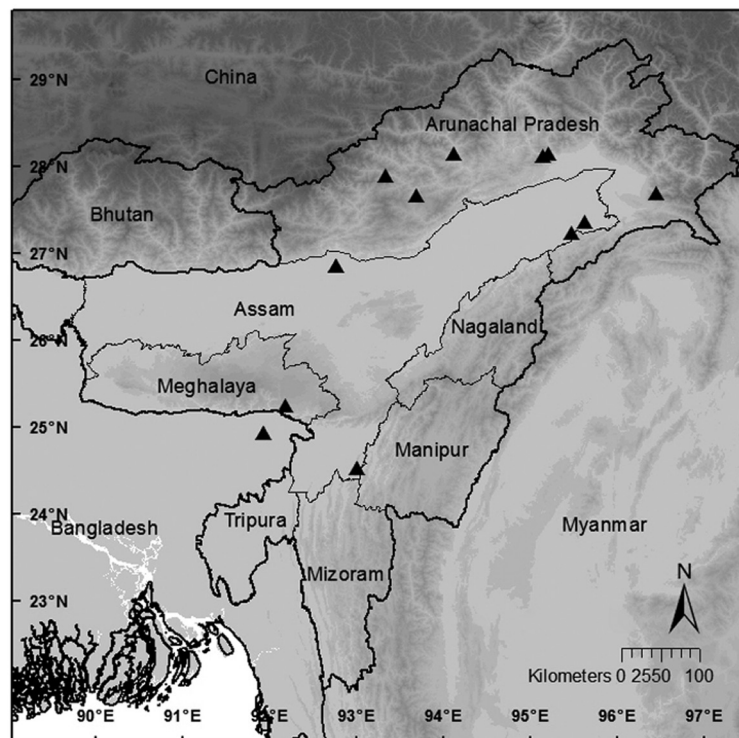 29°N
China
Arunachal Pradesh
28°N
Bhutan
27°N
Assam
Nagaland
26°N
Meghalaya
25°N
Manipur
24°N
Bangladesh
Tripura
Myanmar
Mizoram
N
23°N
Kilometers 0 2550 100
90°E 91°E 92°E 93°E 94°E 95°E 96°E 97°E